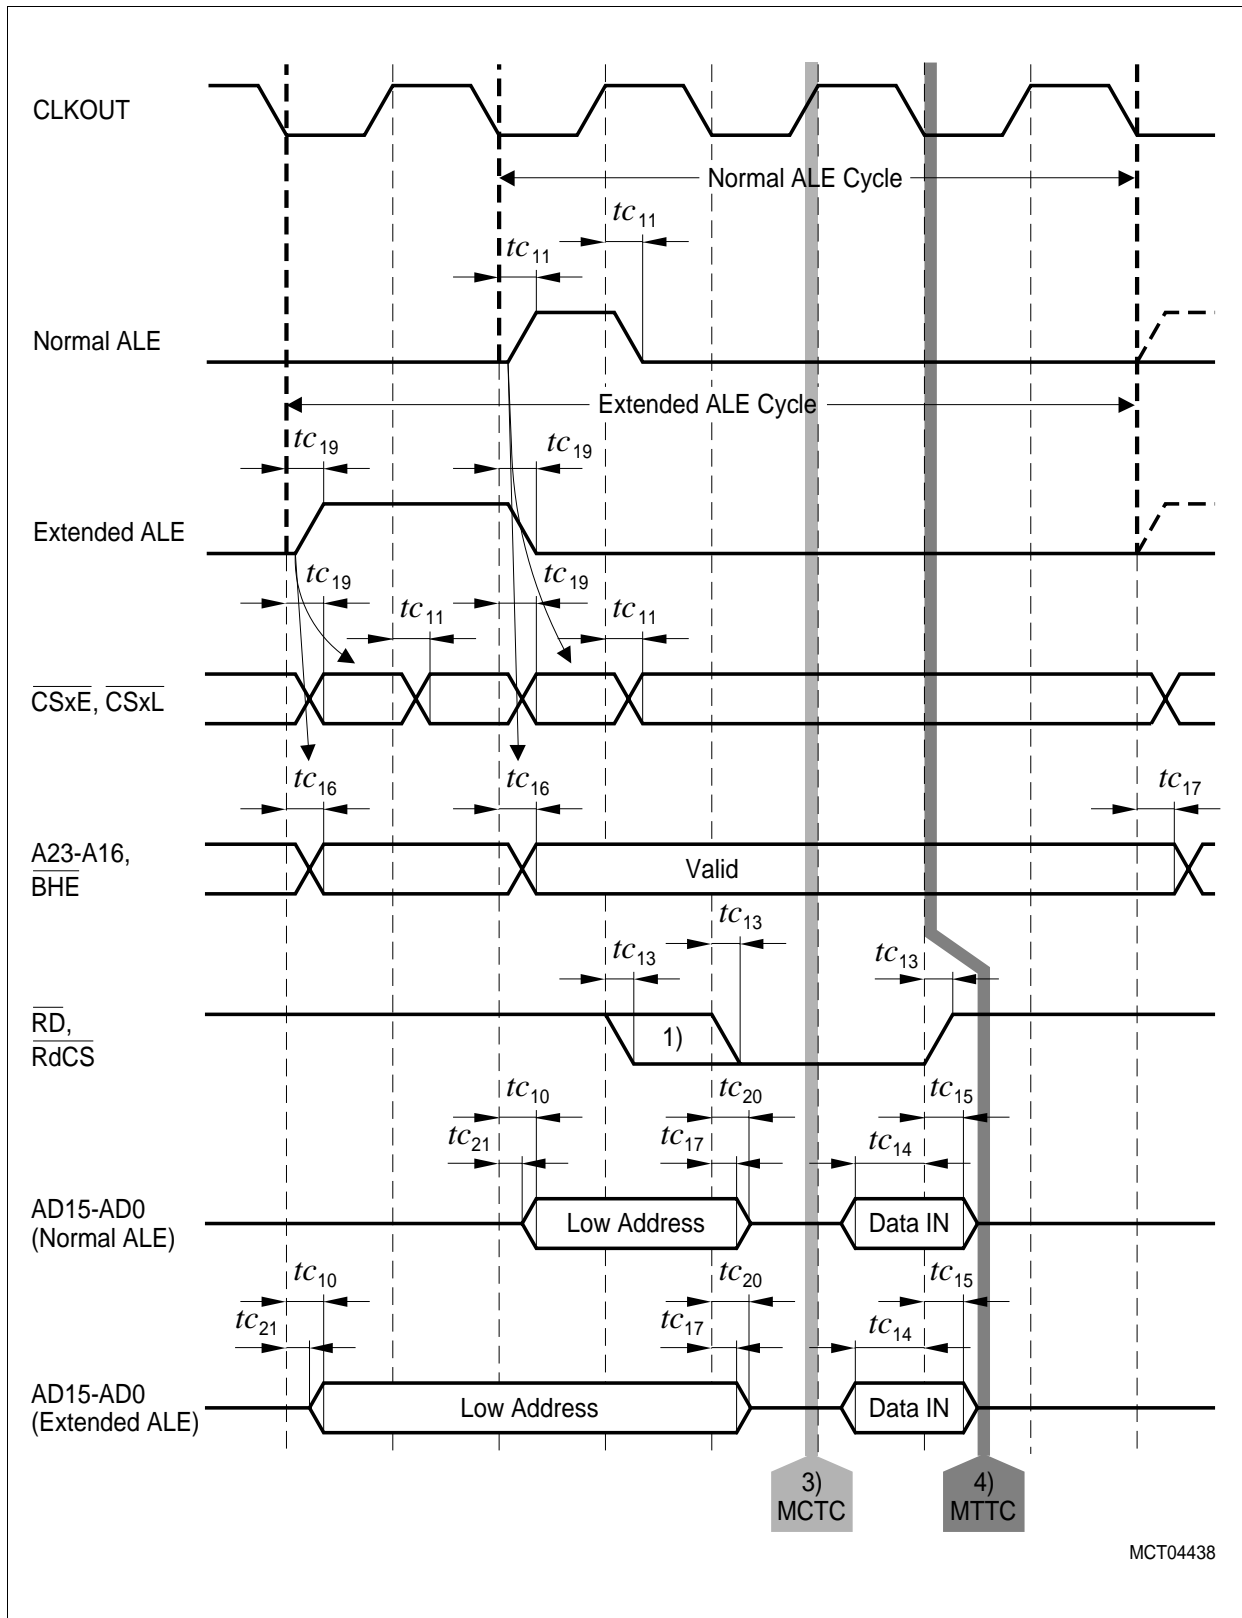 CLKOUT
Normal ALE Cycle
tc11
tc11
Normal ALE
Extended ALE Cycle
tc19
tc19
Extended ALE
tc19
tc19
tc11
tc11
CSxE, CSxL
tc16
tc16
tc17
A23-A16,
BHE
Valid
tc13
tc13
tc13
RD,
RdCS
1)
tc10
tc20
tc15
tc21
tc17
tc14
AD15-AD0
(Normal ALE)
Low Address
Data IN
tc10
tc20
tc15
tc21
tc17
tc14
AD15-AD0
(Extended ALE)
Low Address
Data IN
3)
MCTC
4)
MTTC
MCT04438